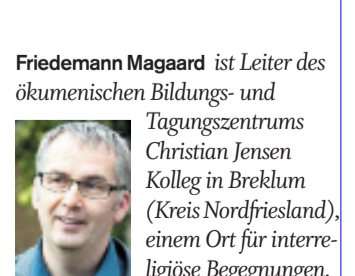 Friedemann Magaard ist Leiter des
ökumenischen Bildungs- und
Tagungszentrums
Christian Jensen
Kolleg in Breklum
(Kreis Nordfriesland),
einem Ort für interre-
ligiöse Begegnungen.